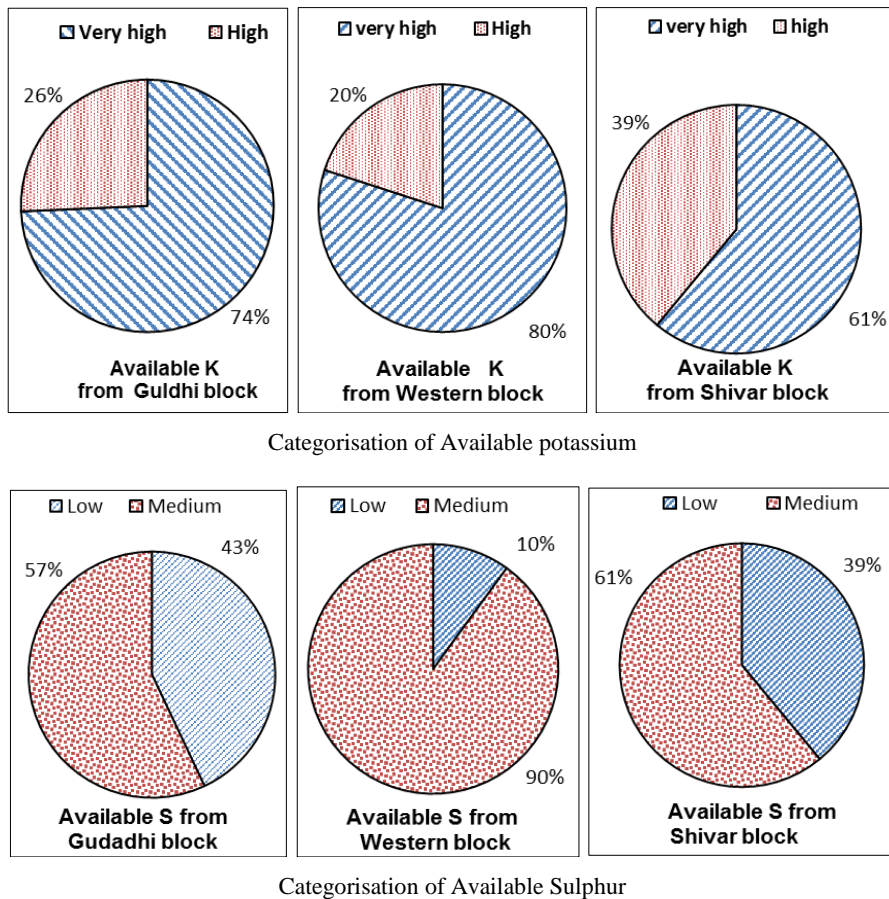 Very high High
26%
74%
Available K
from Guldhi block
very high High
20%
80%
Available K
from Western block
very high high
39%
61%
Available K
from Shivar block
Categorisation of Available potassium
Low Medium
43%
57%
Available S from
Gudadhi block
Low Medium
10%
90%
Available S from
Western block
Low Medium
61%
39%
Available S from
Shivar block
Categorisation of Available Sulphur